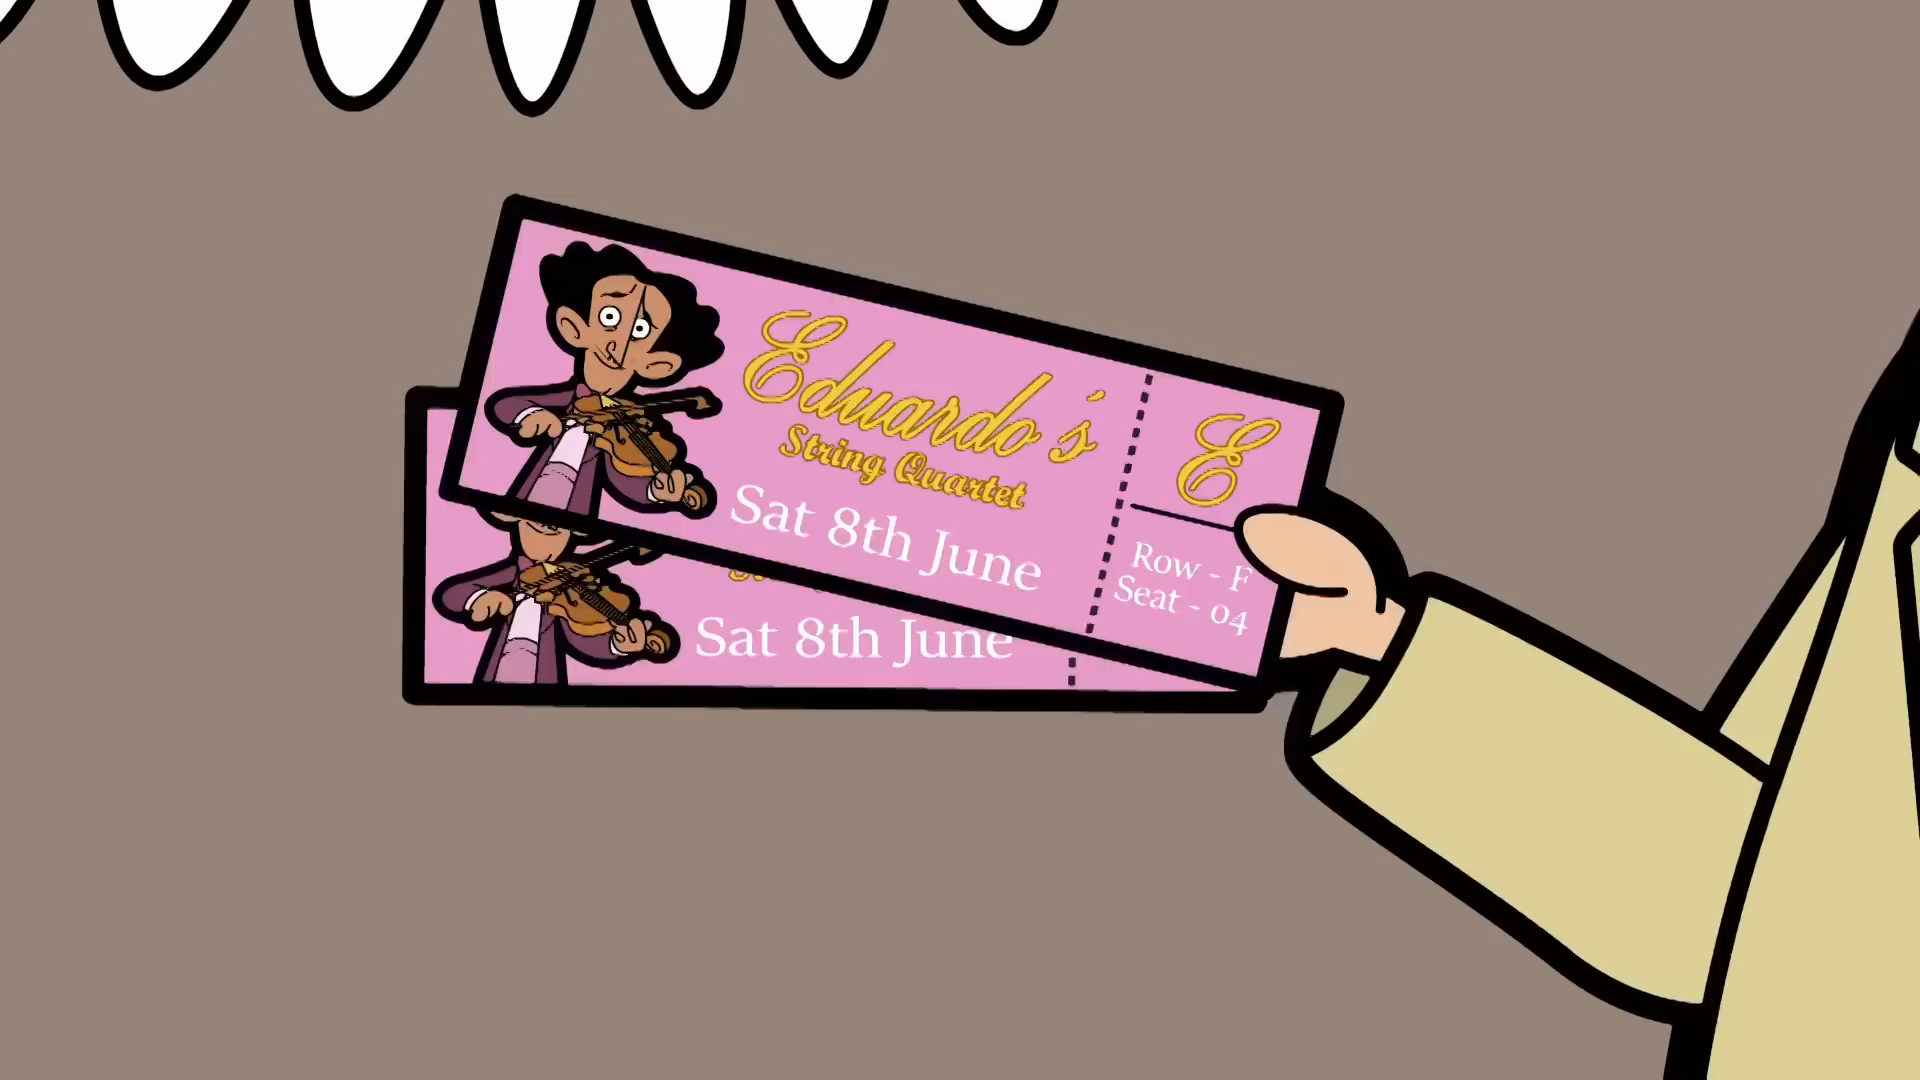 Eduardo's
String Quartet
Sat 8th June
E
Row - F
Seat - 04
Sat 8th June